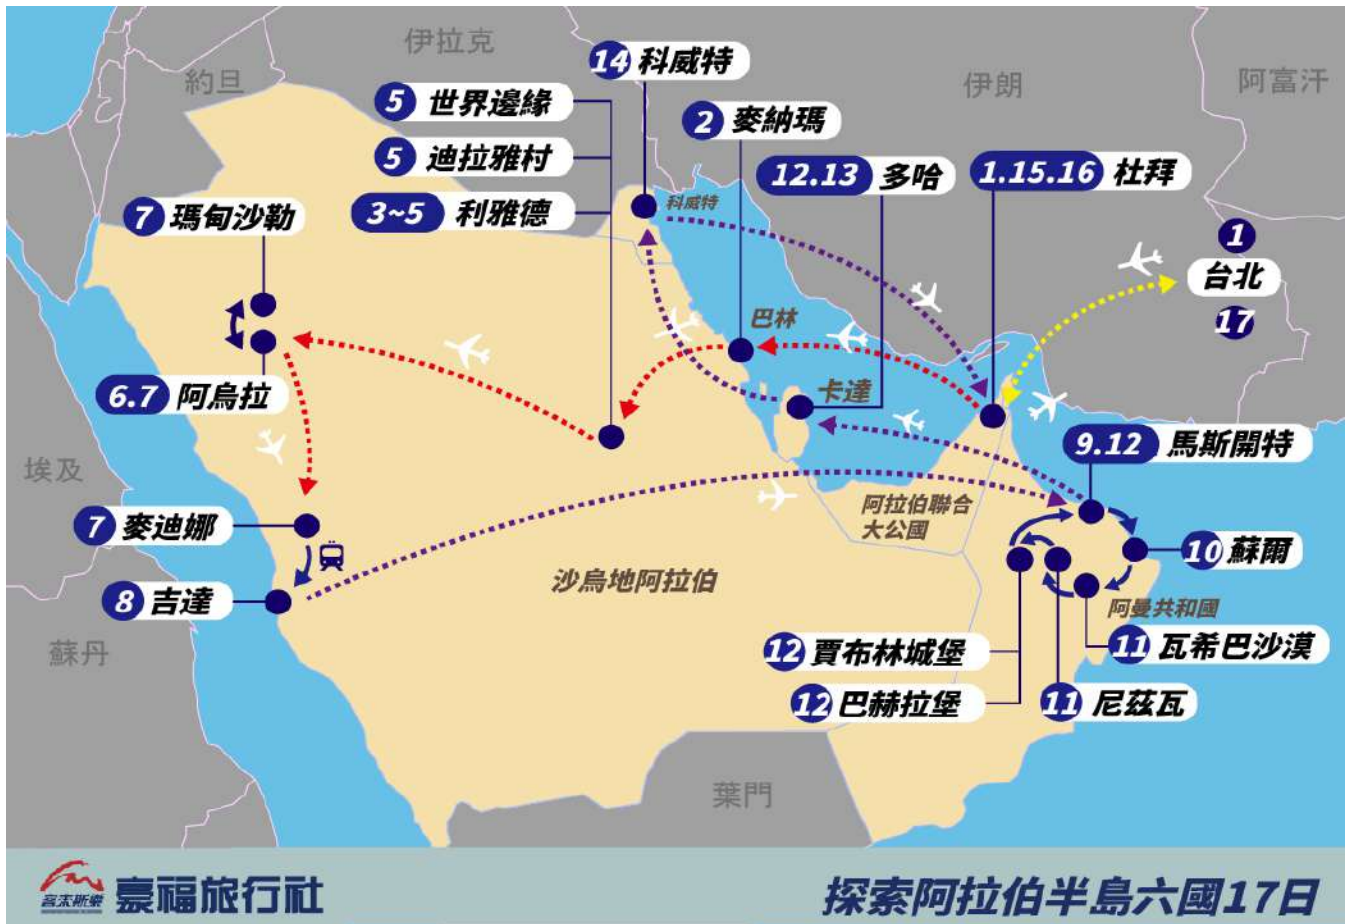 伊拉克
約旦
伊朗
阿富汗
14 科威特
5 世界邊緣
2 麥納瑪
5 迪拉雅村
12.13 多哈
1.15.16 杜拜
3~5 利雅德
7 瑪甸沙勒
科威特
1
台北
17
巴林
6.7 阿烏拉
卡達
9.12 馬斯開特
埃及
阿拉伯聯合
大公國
7 麥迪娜
10 蘇爾
沙烏地阿拉伯
8 吉達
阿曼共和國
蘇丹
12 賈布林城堡
11 瓦希巴沙漠
12 巴赫拉堡
11 尼茲瓦
葉門
豪福旅行社
探索阿拉伯半島六國17日